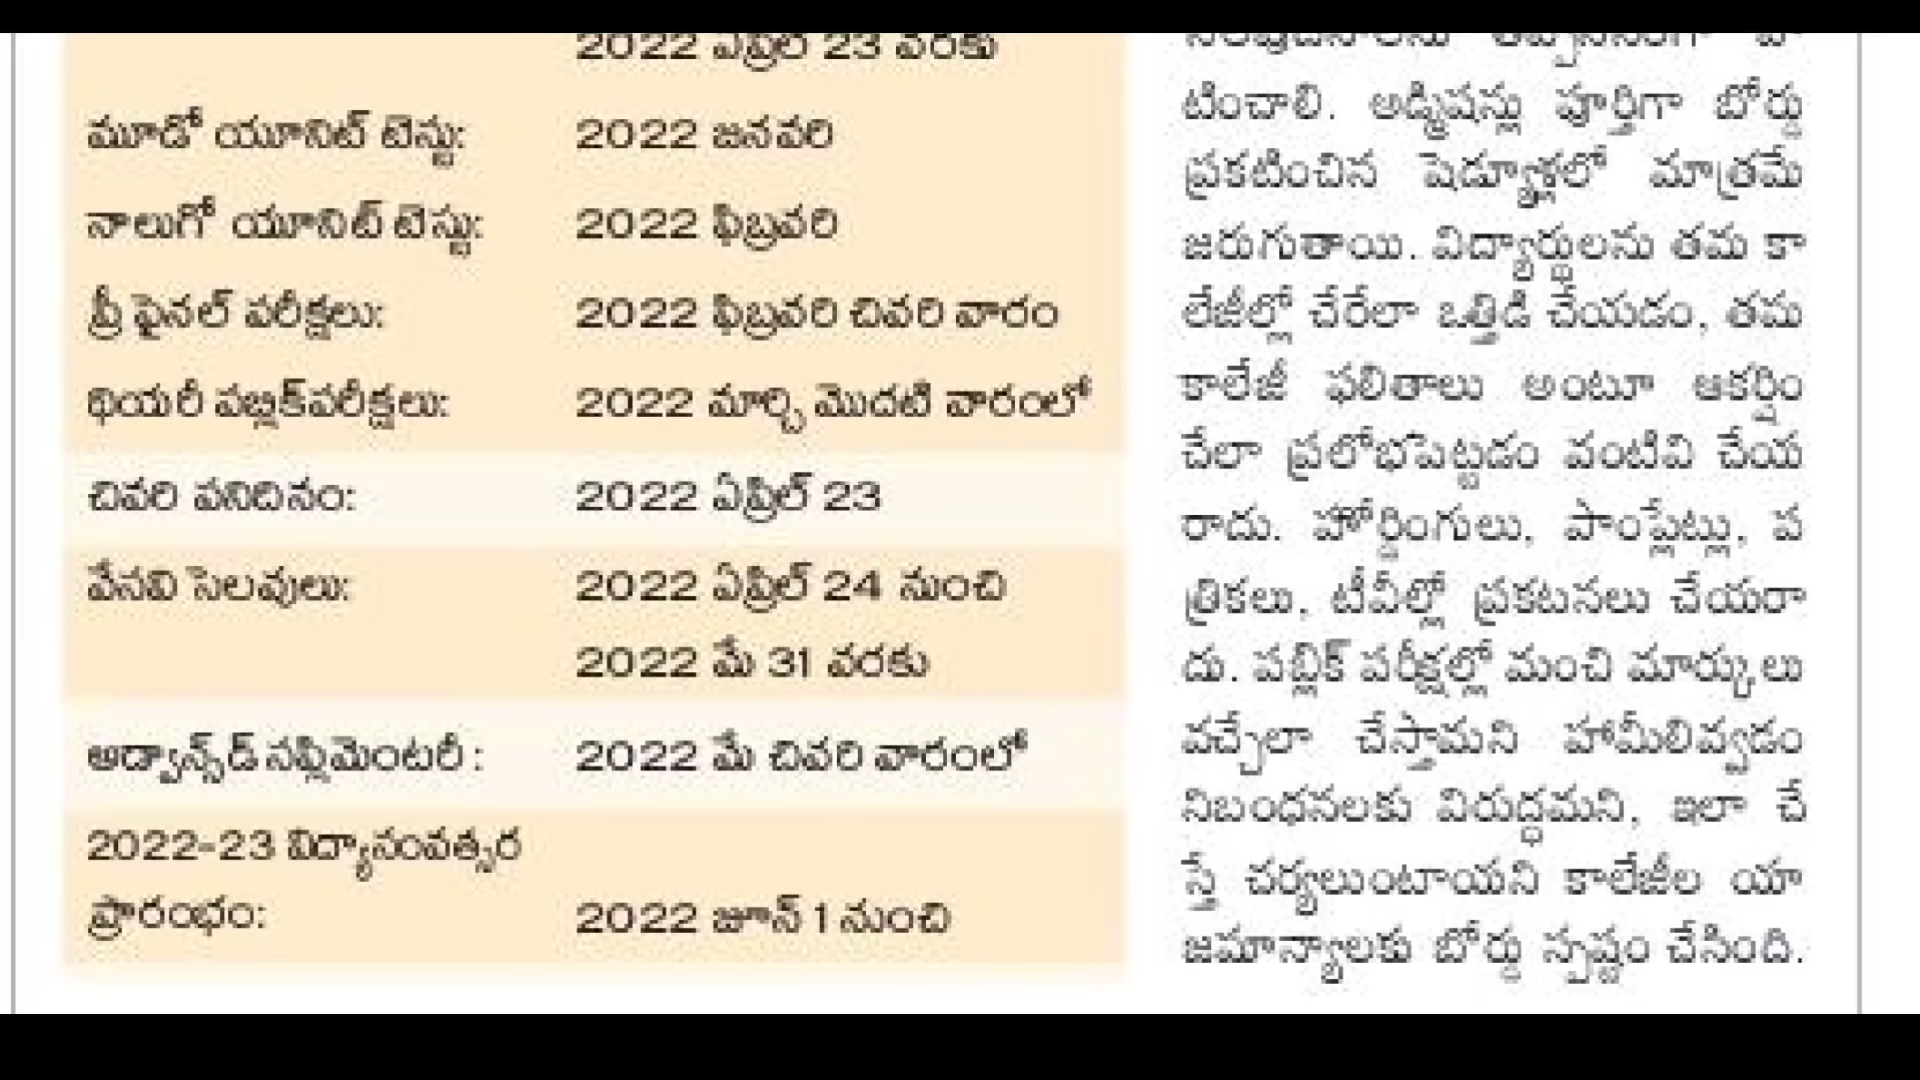 2022 ఏప్రిల్ 23 వరకు
మూడో యూనిట్ టెస్టు: 2022 జనవరి
నాలుగో యూనిట్ టెస్టు: 2022 ఫిబ్రవరి
ప్రీ ఫైనల్ పరీక్షలు: 2022 ఫిబ్రవరి చివరి వారం
థియరీ పబ్లిక్‌పరీక్షలు: 2022 మార్చి మొదటి వారంలో
చివరి పనిదినం: 2022 ఏప్రిల్ 23
వేసవి సెలవులు: 2022 ఏప్రిల్ 24 నుంచి
2022 మే 31 వరకు
అడ్వాన్స్‌డ్ సప్లిమెంటరీ : 2022 మే చివరి వారంలో
2022-23 విద్యాసంవత్సర
ప్రారంభం: 2022 జూన్ 1 నుంచి
టించాలి. అడ్మిషన్లు పూర్తిగా బోర్డు
ప్రకటించిన షెడ్యూళ్లలో మాత్రమే
జరుగుతాయి. విద్యార్థులను తమ కా
లేజీల్లో చేరేలా ఒత్తిడి చేయడం, తమ
కాలేజీ ఫలితాలు అంటూ ఆకర్షిం
చేలా ప్రలోభపెట్టడం వంటివి చేయ
రాదు. హోర్డింగులు, పాంప్లేట్లు, ప
త్రికలు, టీవీల్లో ప్రకటనలు చేయరా
దు. పబ్లిక్ పరీక్షల్లో మంచి మార్కులు
వచ్చేలా చేస్తామని హామీలివ్వడం
నిబంధనలకు విరుద్ధమని, ఇలా చే
స్తే చర్యలుంటాయని కాలేజీల యా
జమాన్యాలకు బోర్డు స్పష్టం చేసింది.